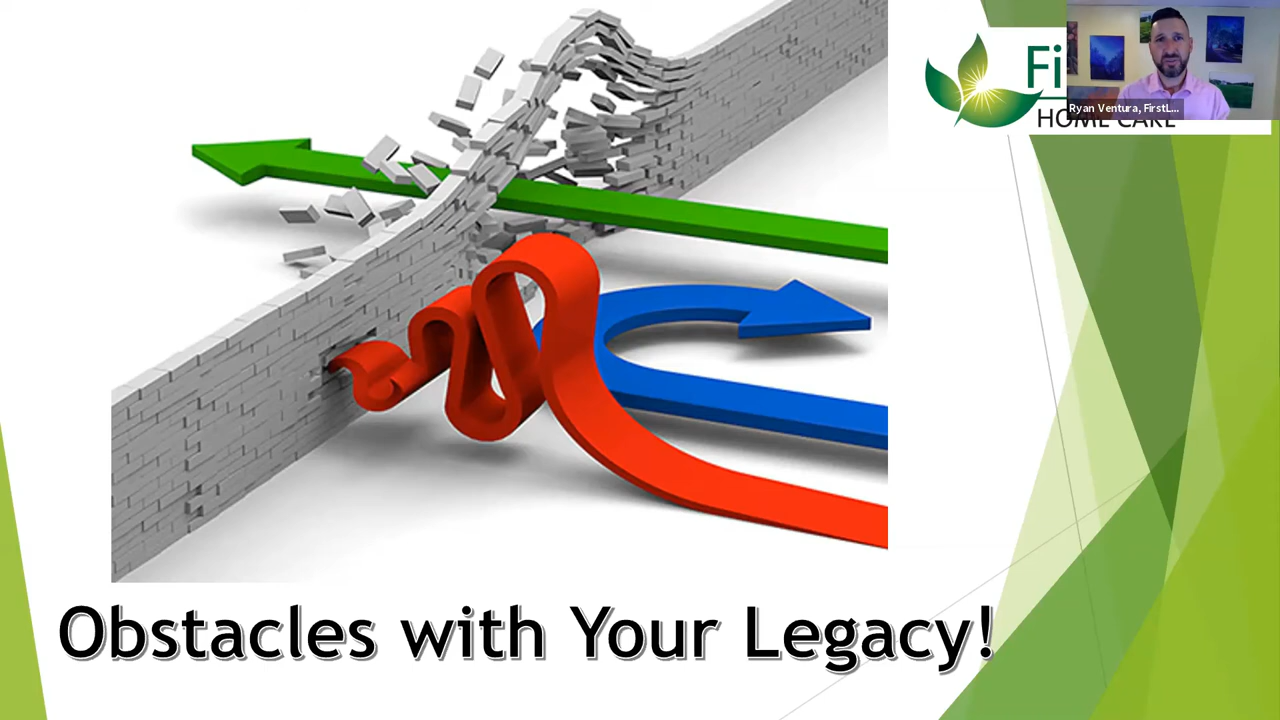 Fi
Ryan Ventura, FirstL...
HOME CARE
Obstacles with Your Legacy!